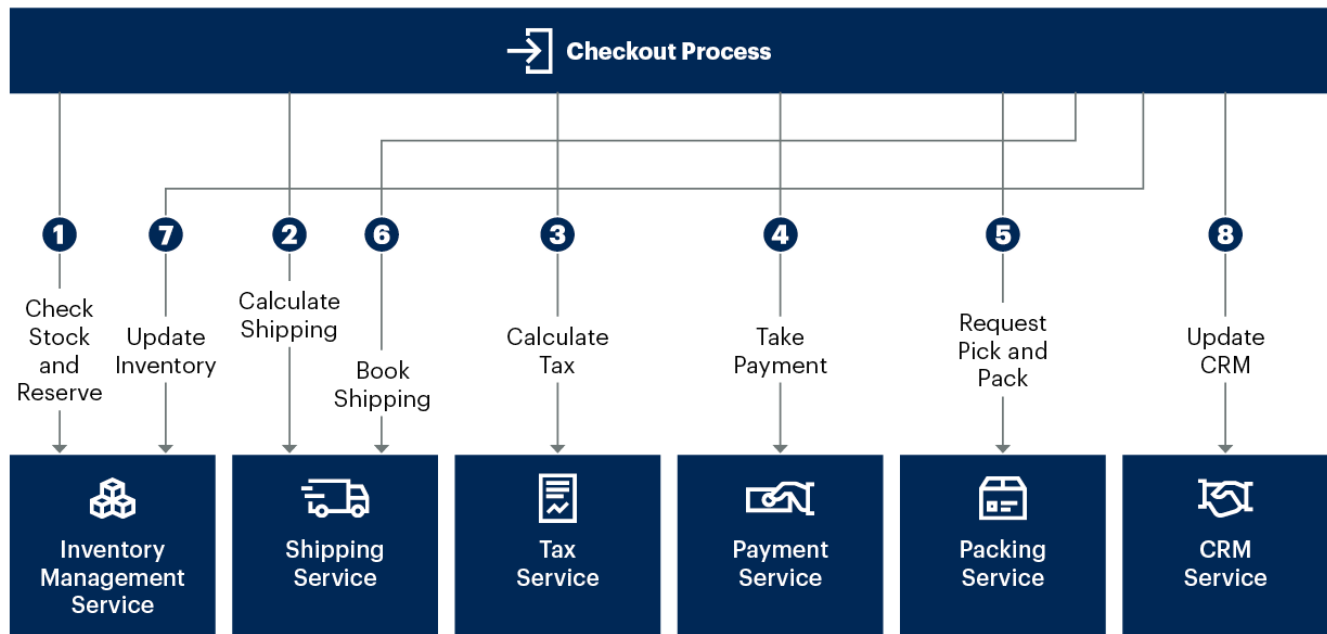 Checkout Process
1
7
2
6
3
4
5
8
Check
Stock
and
Reserve
Update
Inventory
Calculate
Shipping
Book
Shipping
Calculate
Tax
Take
Payment
Request
Pick and
Pack
Update
CRM
Inventory
Management
Service
Shipping
Service
Tax
Service
Payment
Service
Packing
Service
CRM
Service